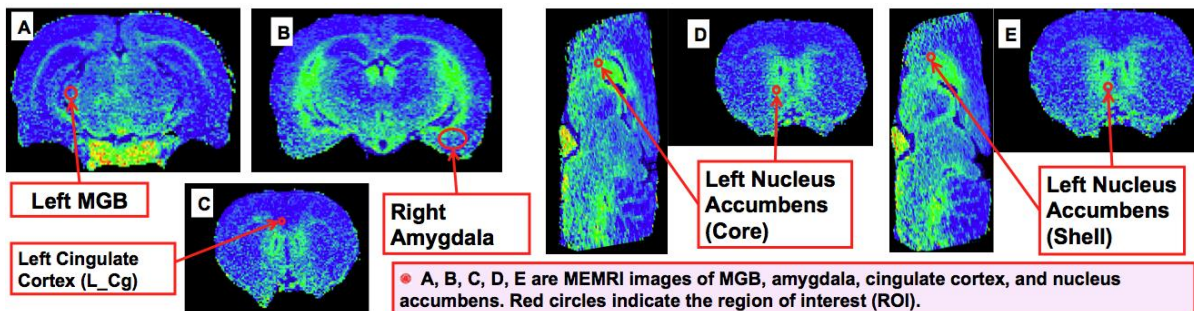 A
B
D
E
Left MGB
C
Left Cingulate
Cortex (L_Cg)
Right
Amygdala
Left Nucleus
Accumbens
(Core)
Left Nucleus
Accumbens
(Shell)
A, B, C, D, E are MEMRI images of MGB, amygdala, cingulate cortex, and nucleus
accumbens. Red circles indicate the region of interest (ROI).